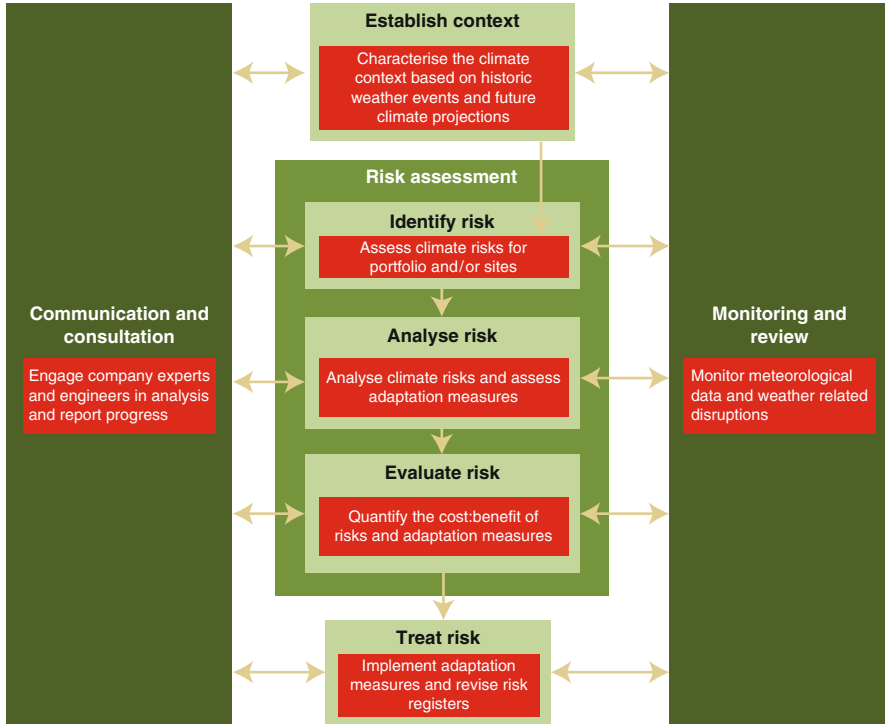 Establish context
Characterise the climate
context based on historic
weather events and future
climate projections
Risk assessment
Identify risk
Assess climate risks for
portfolio and/or sites
Analyse risk
Analyse climate risks and assess
adaptation measures
Evaluate risk
Quantify the cost:benefit of
risks and adaptation measures
Treat risk
Implement adaptation
measures and revise risk
registers
Communication and
consultation
Engage company experts
and engineers in analysis
and report progress
Monitoring and
review
Monitor meteorological
data and weather related
disruptions